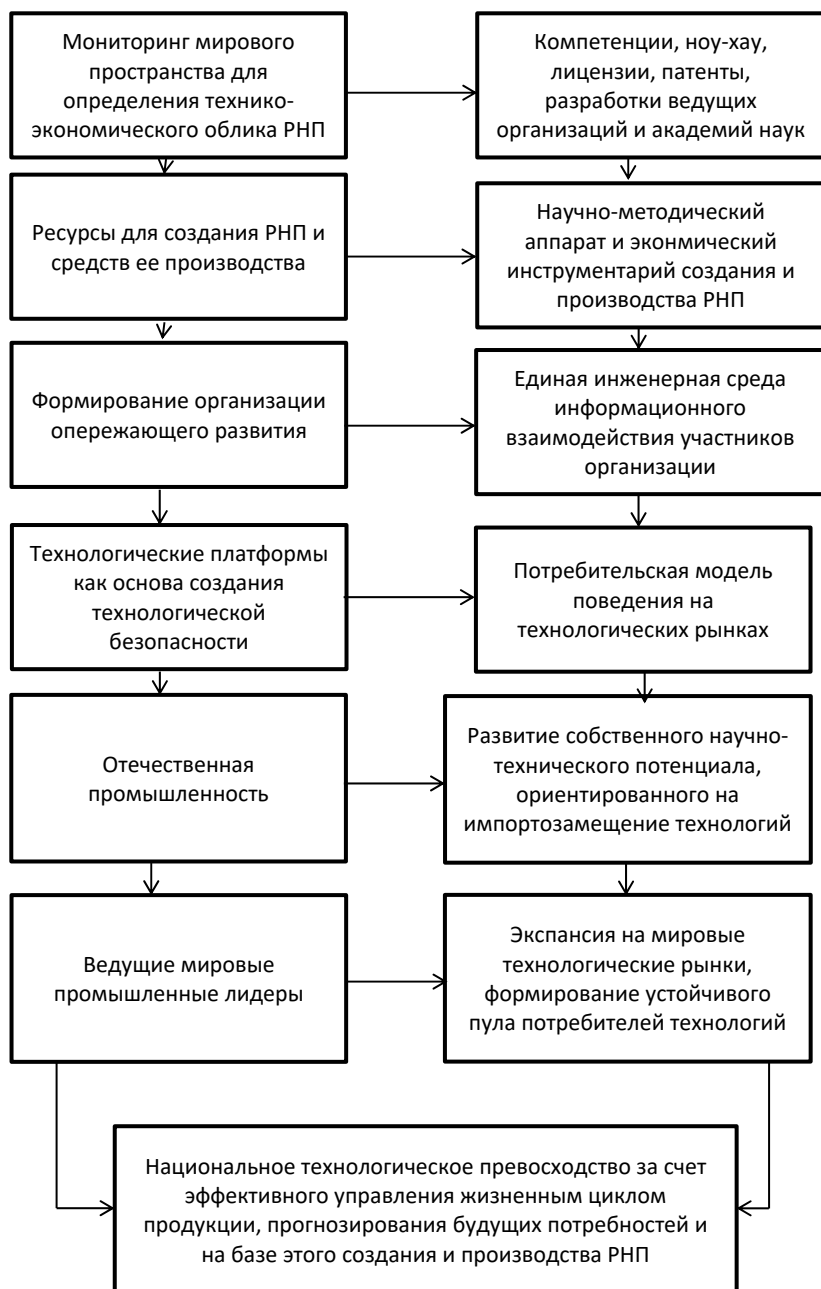 Мониторинг мирового
пространства для
определения технико-
экономического облика РНП
Компетенции, ноу-хау,
лицензии, патенты,
разработки ведущих
организаций и академий наук
Ресурсы для создания РНП и
средств ее производства
Научно-методический
аппарат и эконмический
инструментарий создания и
производства РНП
Формирование организации
опережающего развития
Единая инженерная среда
информационного
взаимодействия участников
организации
Технологические платформы
как основа создания
технологической
безопасности
Потребительская модель
поведения на
технологических рынках
Отечественная
промышленность
Развитие собственного научно-
технического потенциала,
ориентированного на
импортозамещение технологий
Ведущие мировые
промышленные лидеры
Экспансия на мировые
технологические рынки,
формирование устойчивого
пула потребителей технологий
Национальное технологическое превосходство за счет
эффективного управления жизненным циклом
продукции, прогнозирования будущих потребностей и
на базе этого создания и производства РНП